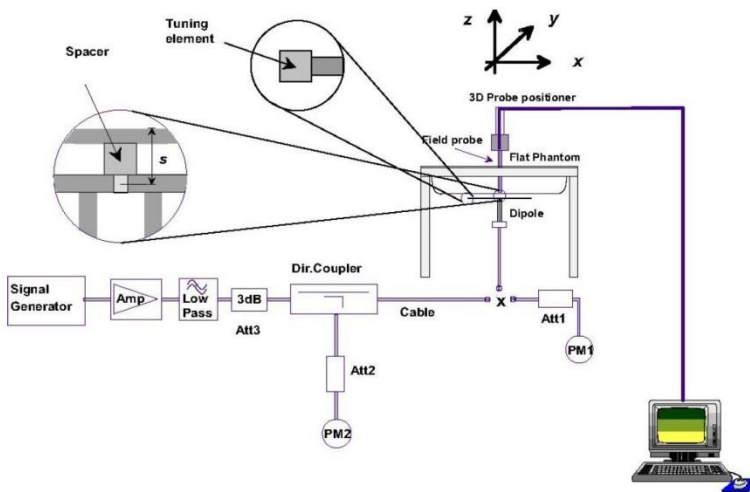 Tuning
element
Spacer
s
z
y
x
3D Probe positioner
Field probe
Flat Phantom
Dipole
Dir.Coupler
Signal
Generator
Amp
Low
Pass
3dB
Att3
Cable
x
Att1
PM1
Att2
PM2